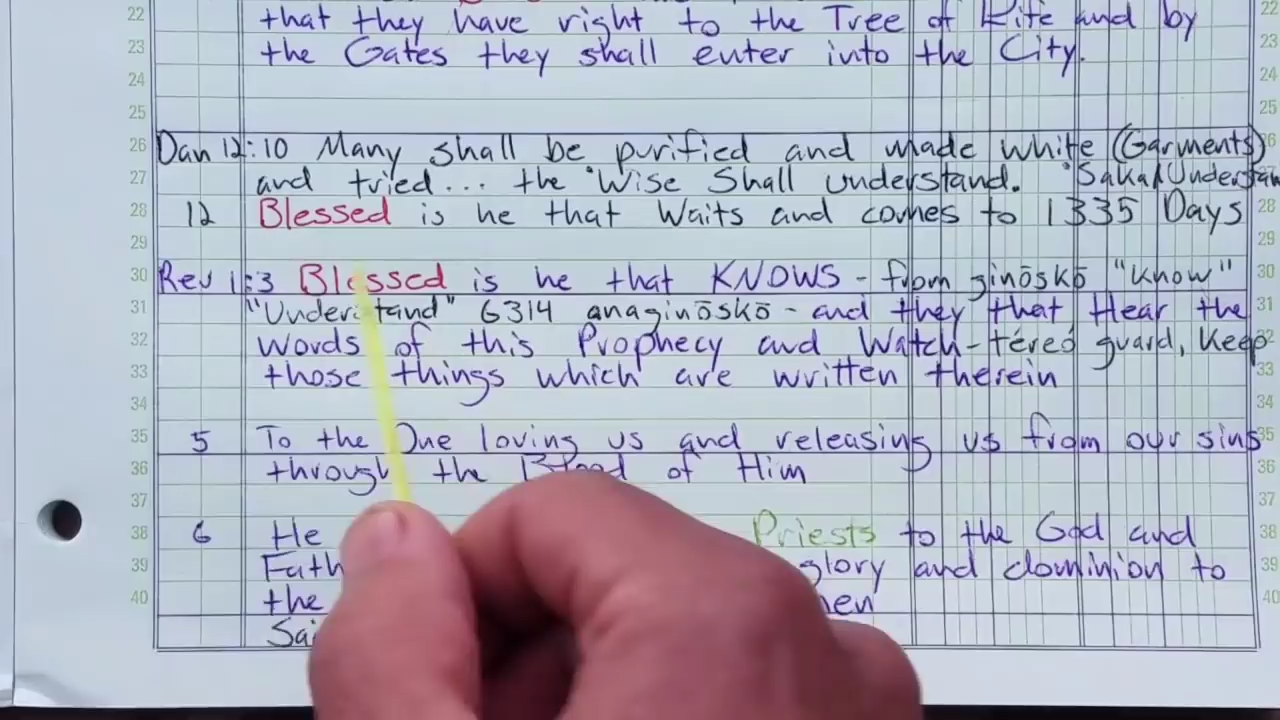 22 that they have right to the Tree of Life and by 22
23 the Gates they shall enter into the City. 23
24 24
25 25
26 Dan 12:10 Many shall be purified and made white (Garments)
27 and tried... the "Wise Shall understand. "Sakal Understan
28 12 Blessed is he that Waits and comes to 1335 Days 28
29 29
30 Rev 1:3 Blessed is he that KNOWS - from ginōskō "Know" 30
31 "Understand" G314 anaginōskō - and they that Hear the 31
32 Words of this Prophecy and Watch - téreó guard, Keep
33 those things which are written therein 33
34 34
35 5 To the One loving us and releasing us from our sins 35
36 through the Blood of Him 36
37 37
38 6 He Priests to the God and 38
39 glory and dominion to 39
40 the 40